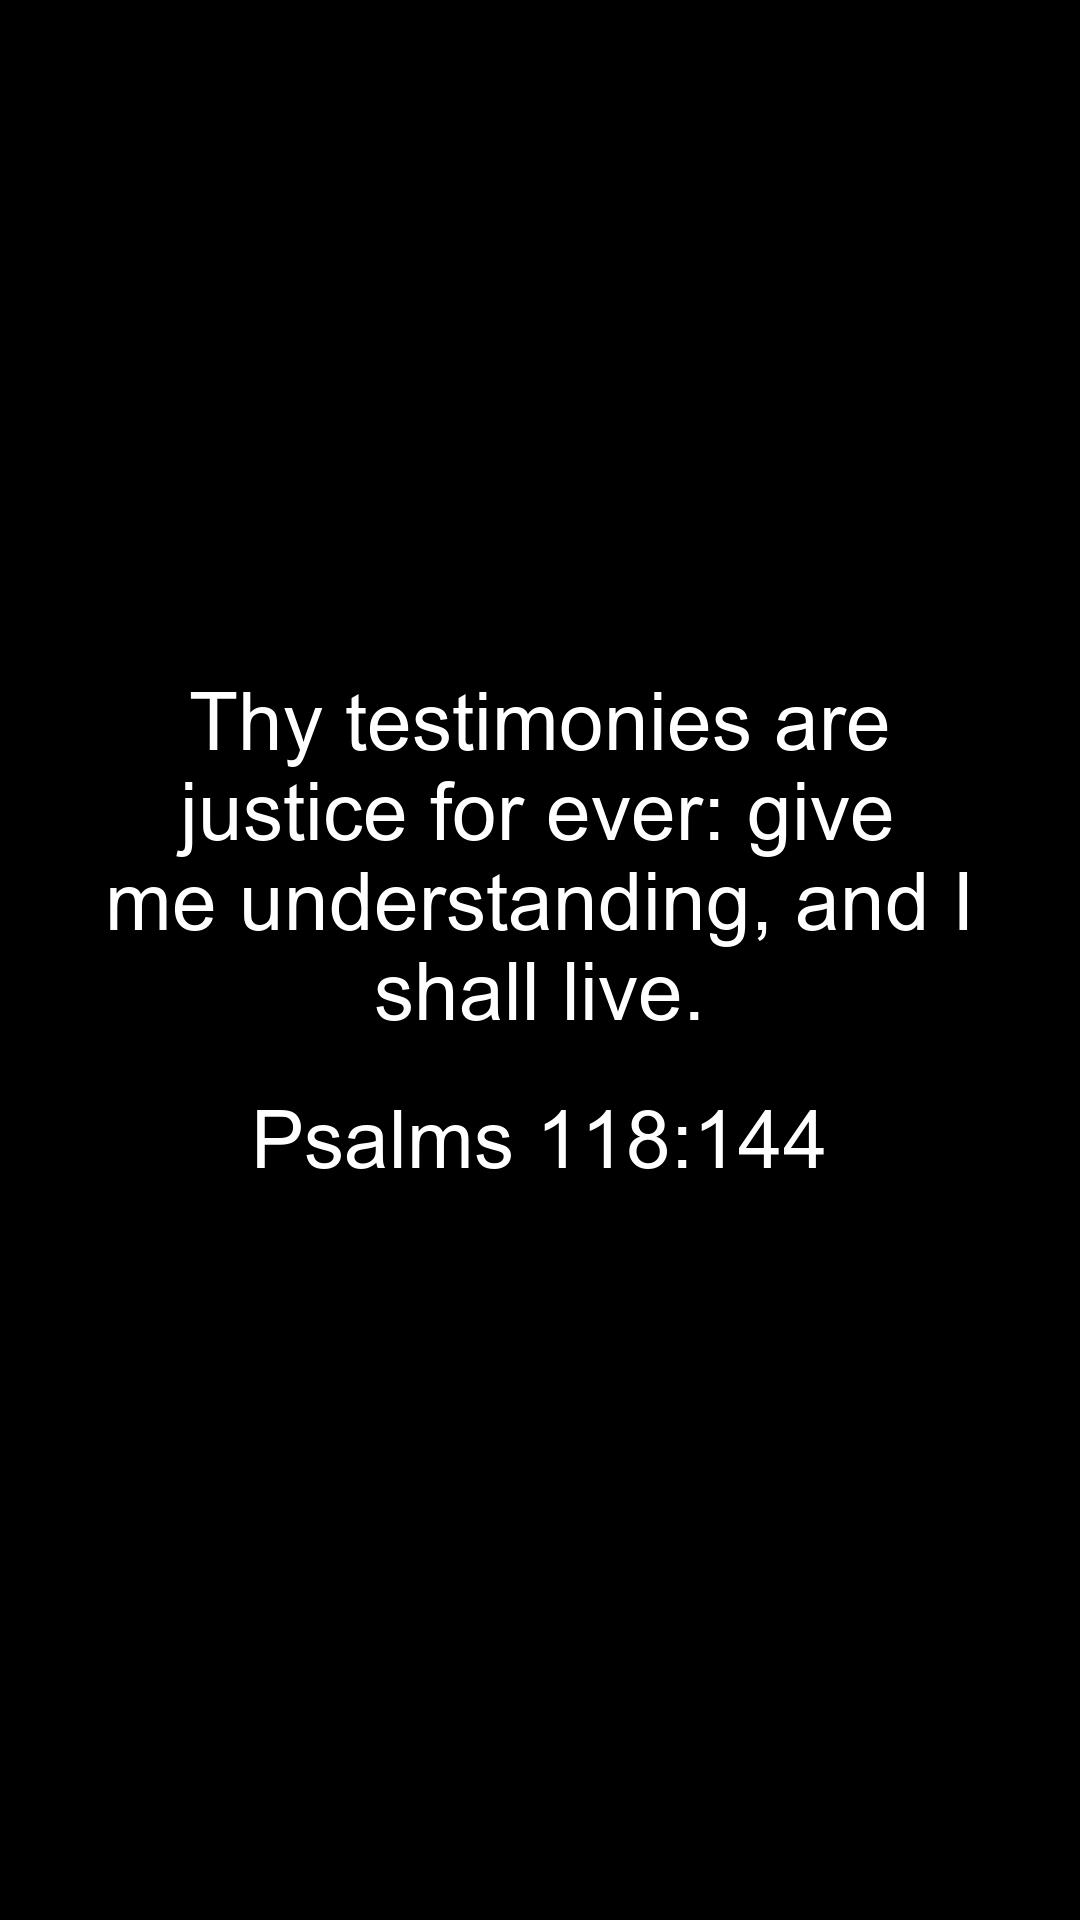 Thy testimonies are
justice for ever: give
me understanding, and I
shall live.
Psalms 118:144